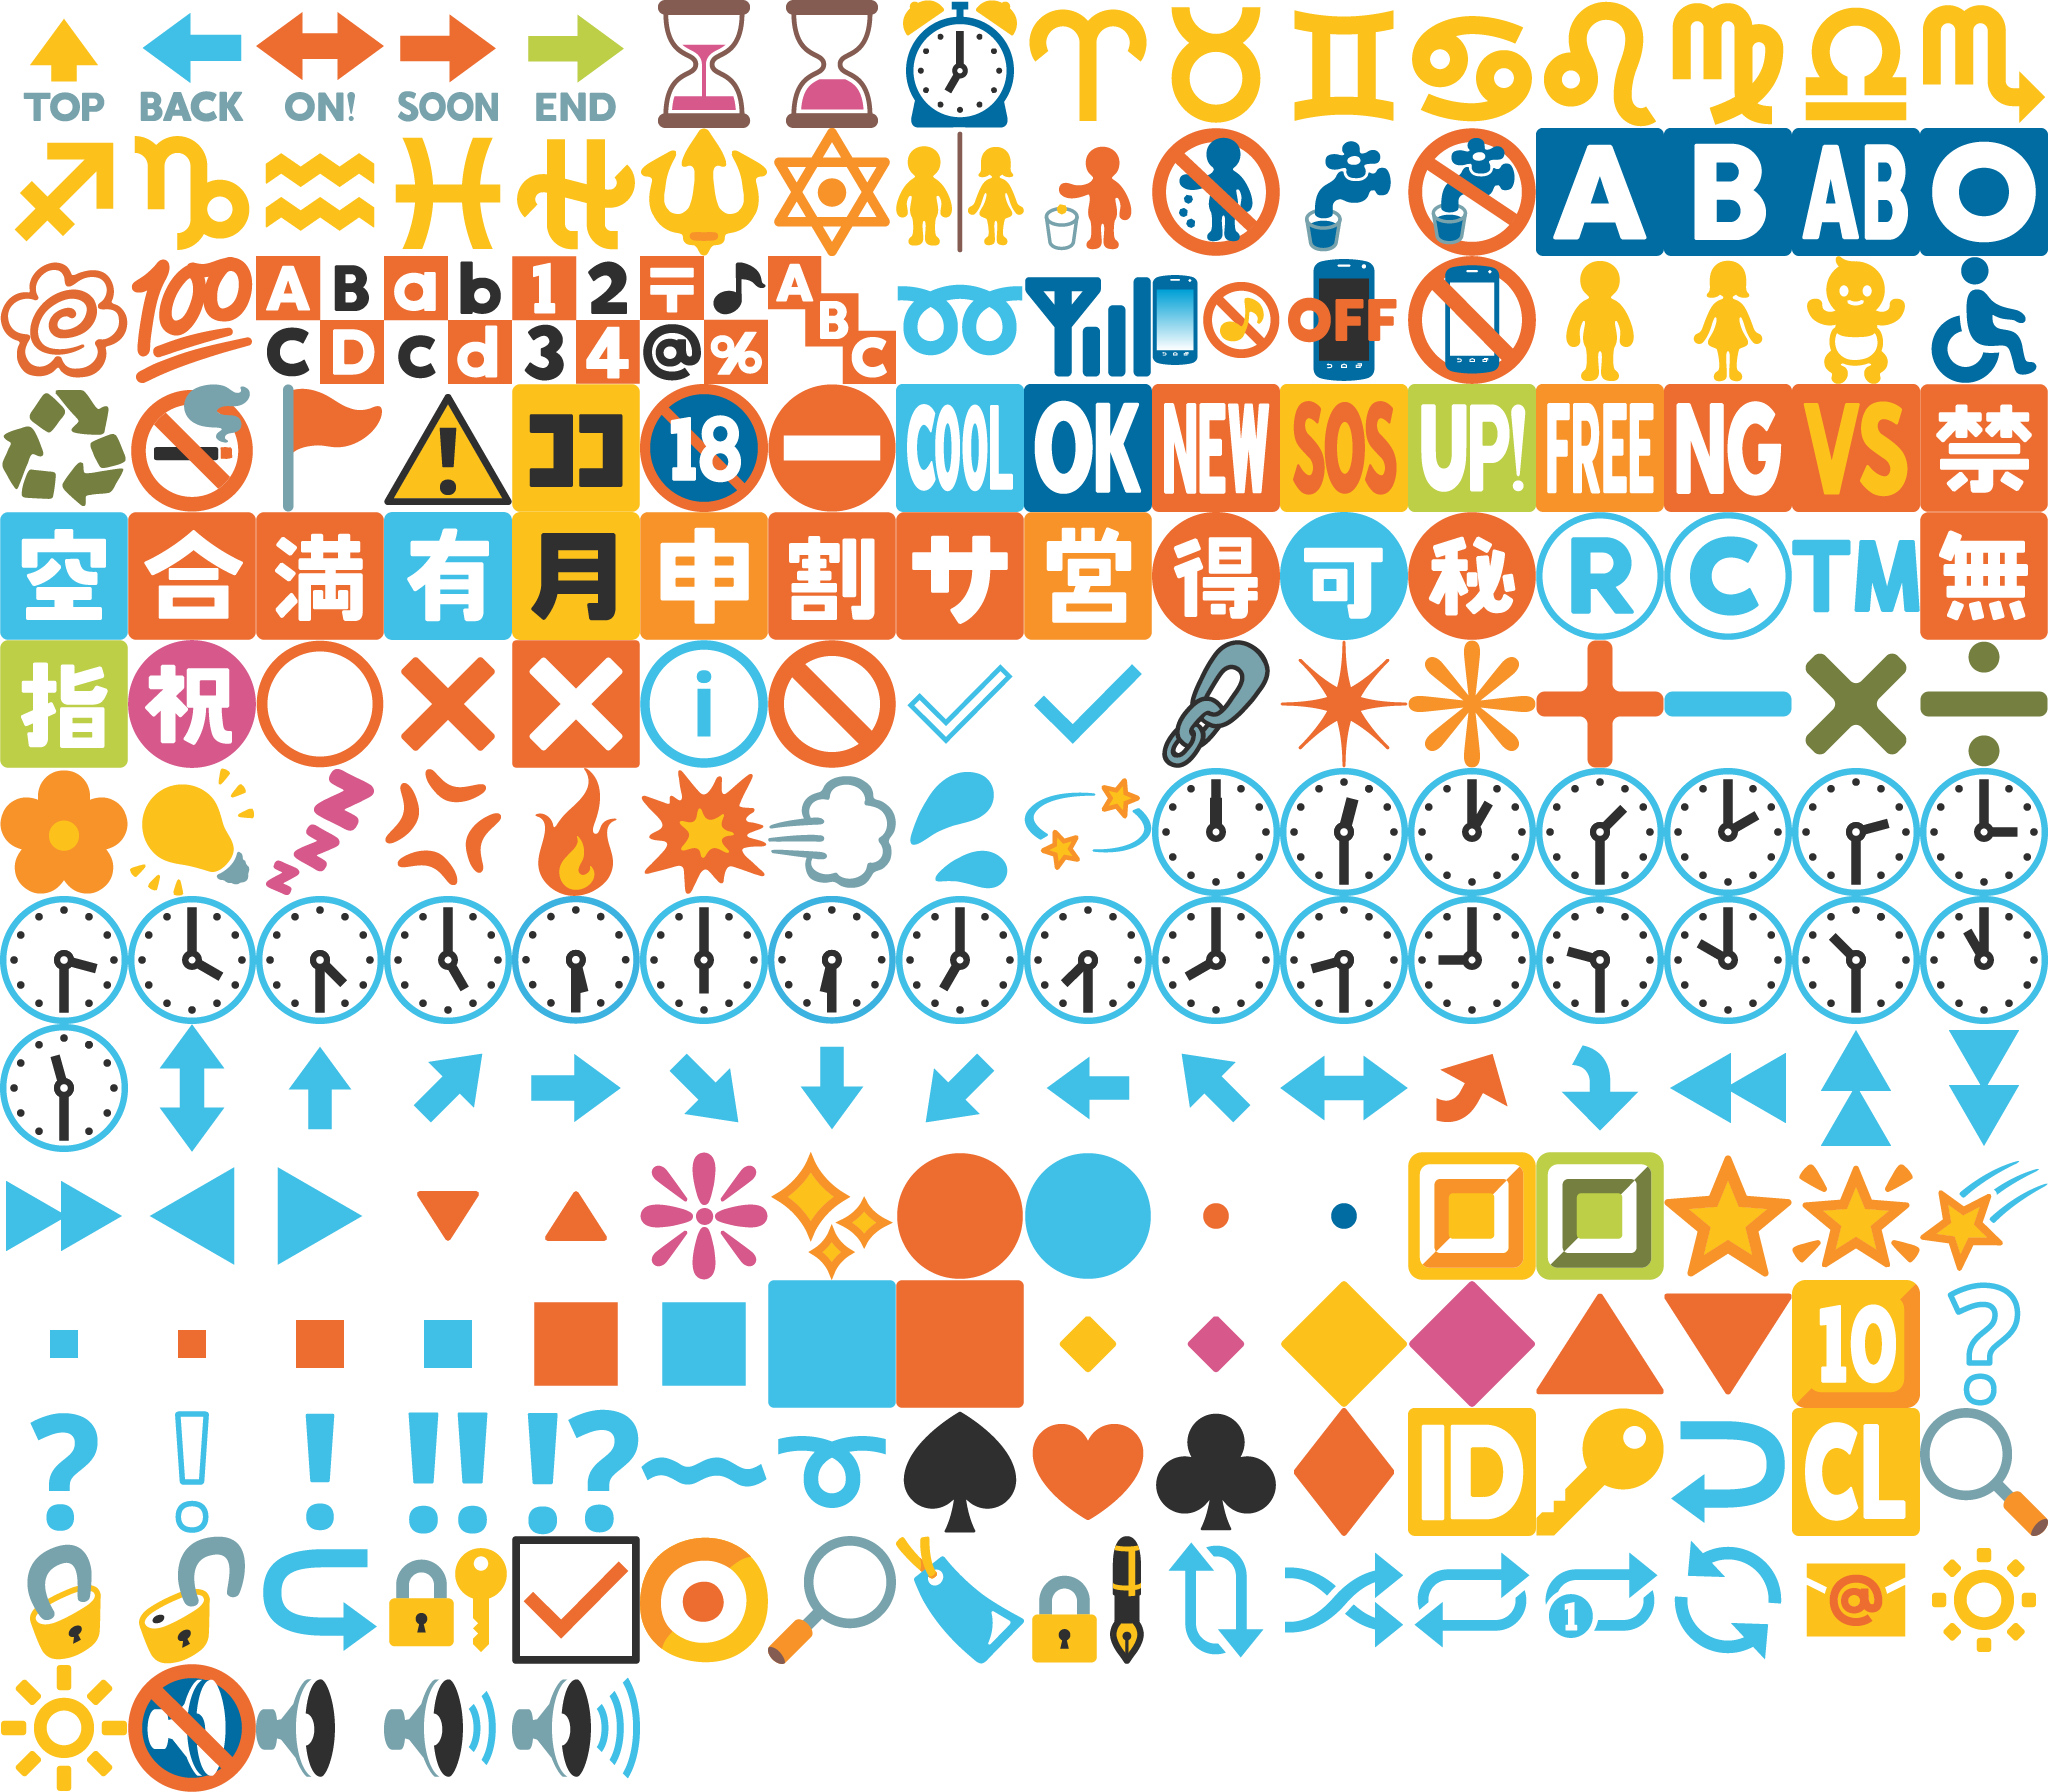 TOP BACK ON! SOON END
A B AB O
100 A B C D a b c d 1 2 3 4 〒 @ % A B C OFF
ココ 18 COOL OK NEW SOS UP! FREE NG VS 禁
空 合 満 有 月 申 割 サ 営 得 可 秘 R C TM 無
指 祝 i
10 ?
? ! ! !! !? ID CL
1 @